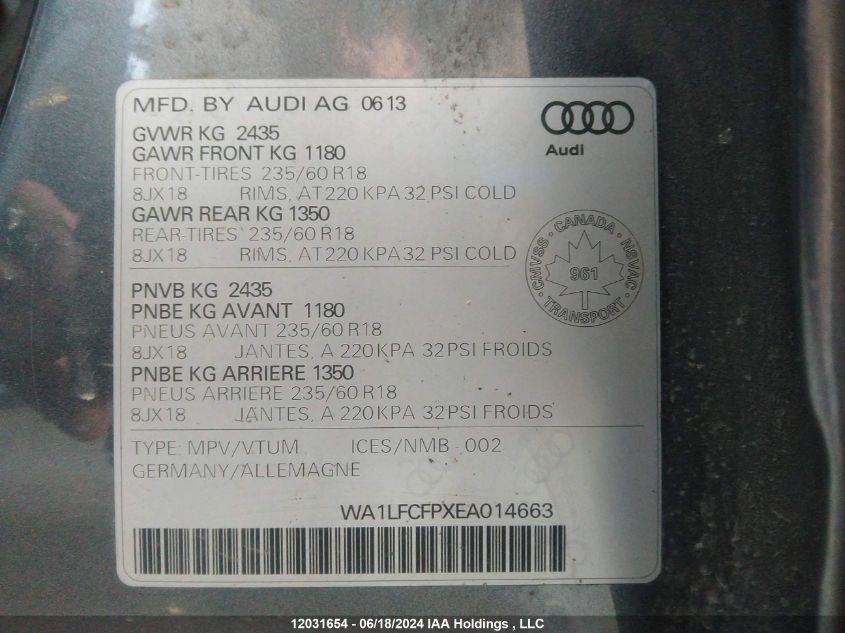 MFD. BY AUDI AG 0613
GVWR KG 2435
GAWR FRONT KG 1180
FRONT-TIRES 235/60 R18
8JX18 RIMS, AT 220 KPA 32 PSI COLD
GAWR REAR KG 1350
REAR-TIRES 235/60 R18
8JX18 RIMS, AT 220 KPA 32 PSI COLD
Audi
CMVSS · CANADA · NSVAC · TRANSPORT ·
961
PNVB KG 2435
PNBE KG AVANT 1180
PNEUS AVANT 235/60 R18
8JX18 JANTES, A 220 KPA 32 PSI FROIDS
PNBE KG ARRIERE 1350
PNEUS ARRIERE 235/60 R18
8JX18 JANTES, A 220 KPA 32 PSI FROIDS
TYPE: MPV/VTUM ICES/NMB-002
GERMANY/ALLEMAGNE
WA1LFCFPXEA014663
12031654 - 06/18/2024 IAA Holdings , LLC